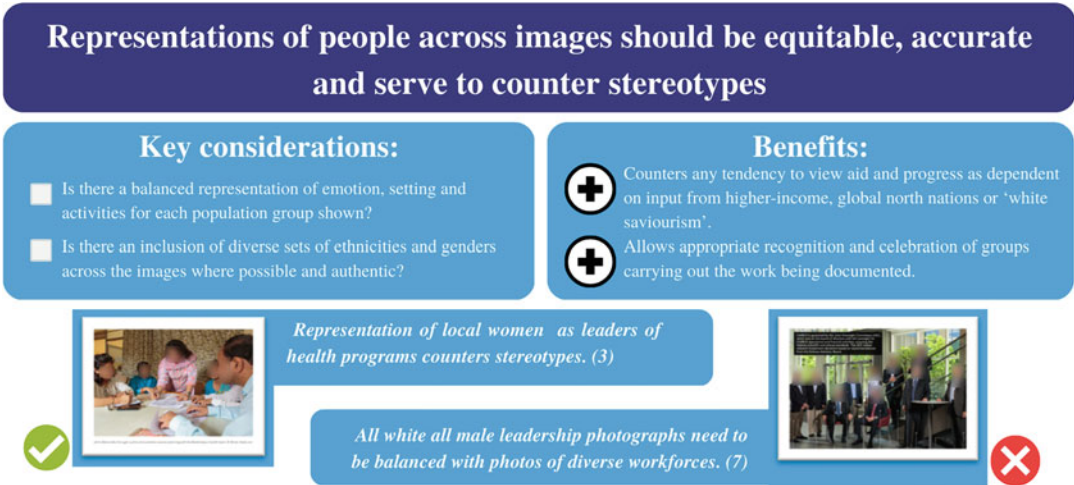 Representations of people across images should be equitable, accurate
and serve to counter stereotypes
Key considerations:
Is there a balanced representation of emotion, setting and
activities for each population group shown?
Is there an inclusion of diverse sets of ethnicities and genders
across the images where possible and authentic?
Benefits:
Counters any tendency to view aid and progress as dependent
on input from higher-income, global north nations or ‘white
saviourism’.
Allows appropriate recognition and celebration of groups
carrying out the work being documented.
Representation of local women as leaders of
health programs counters stereotypes. (3)
All white all male leadership photographs need to
be balanced with photos of diverse workforces. (7)